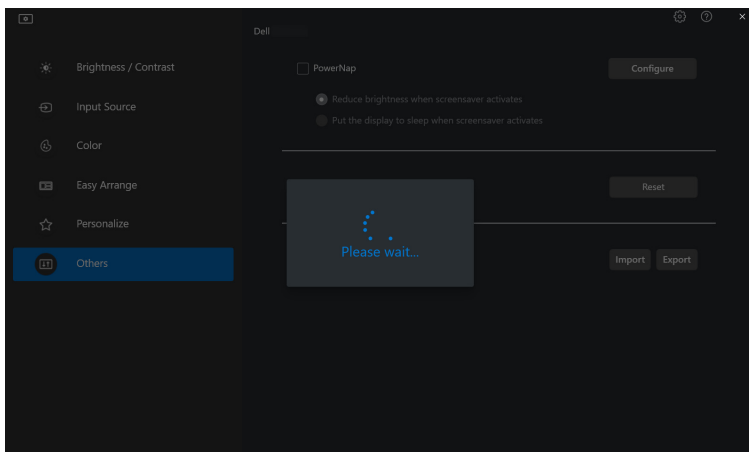 Dell
Brightness / Contrast
Input Source
Color
Easy Arrange
Personalize
Others
PowerNap
Configure
Reduce brightness when screensaver activates
Put the display to sleep when screensaver activates
Reset
Please wait...
Import Export